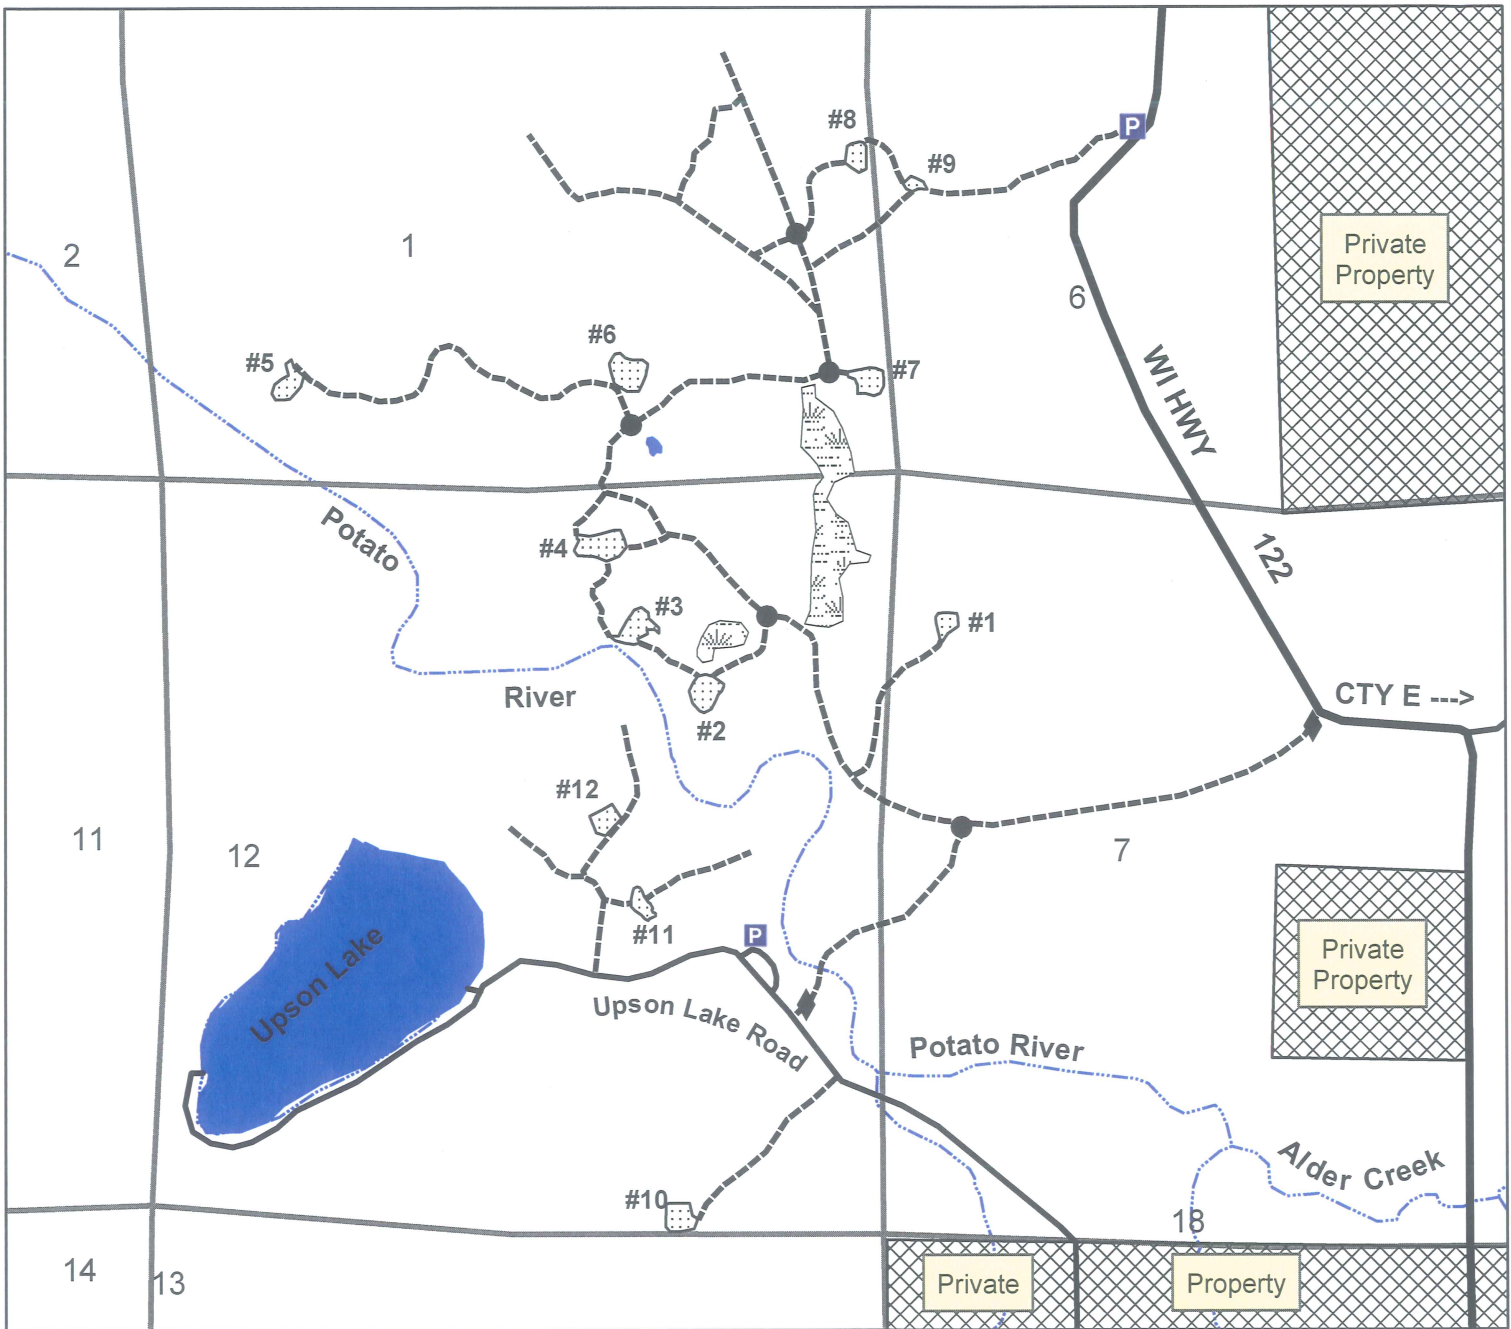 P
#8
#9
2
1
Private
Property
6
#6
#5
#7
WI HWY
Potato
#4
122
#3
#1
River
#2
CTY E --->
#12
11
12
7
#11
P
Upson Lake
Private
Property
Upson Lake Road
Potato River
Alder Creek
#10
18
14
13
Private
Property